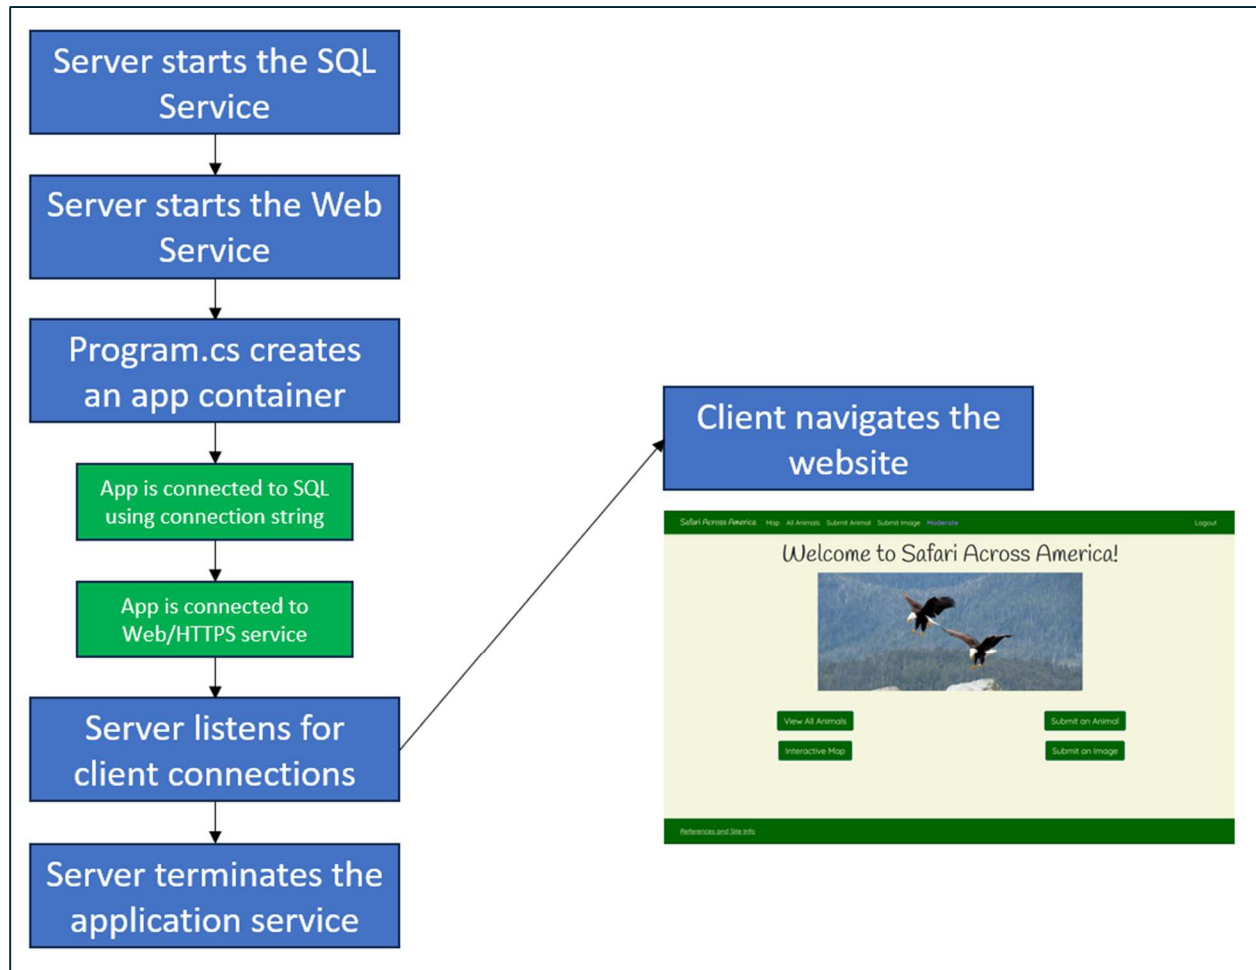 Server starts the SQL
Service
Server starts the Web
Service
Program.cs creates
an app container
App is connected to SQL
using connection string
App is connected to
Web/HTTPS service
Server listens for
client connections
Server terminates the
application service
Client navigates the
website
Safari Across America Map All Animals Submit Animal Submit Image Moderate Logout
Welcome to Safari Across America!
View All Animals Submit an Animal
Interactive Map Submit an Image
References and Site Info